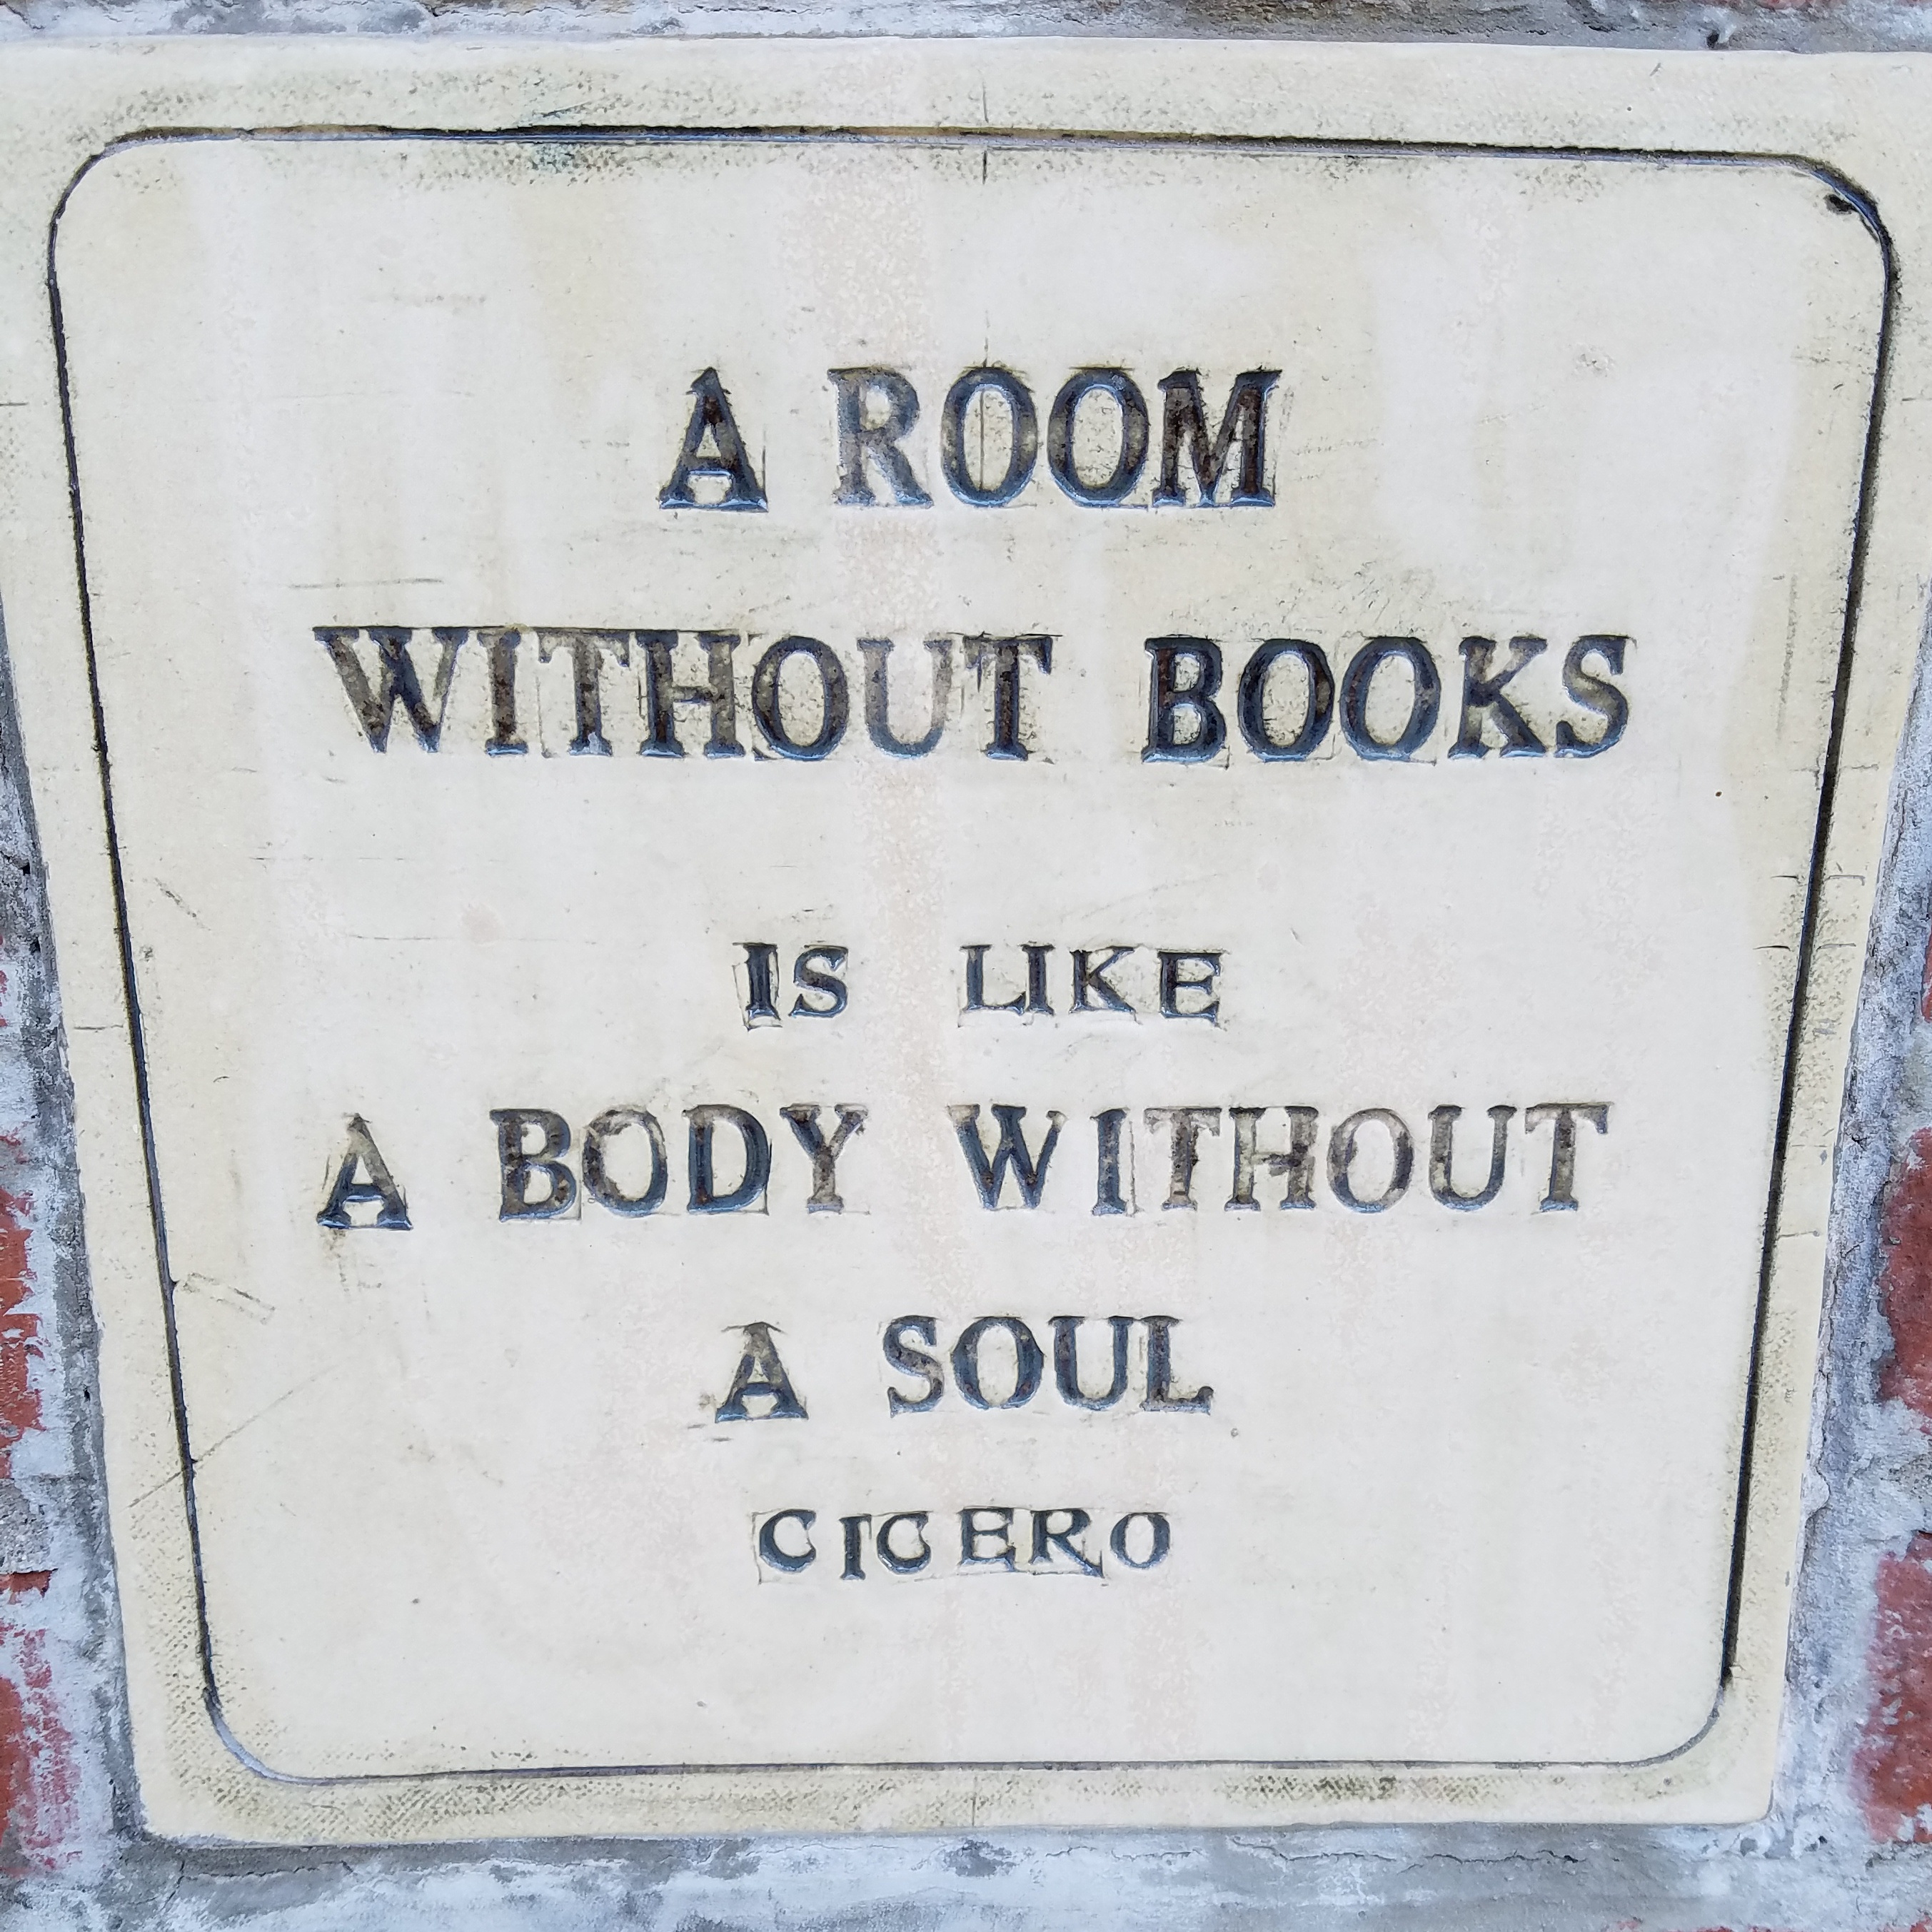 A ROOM
WITHOUT BOOKS
IS LIKE
A BODY WITHOUT
A SOUL
CICERO